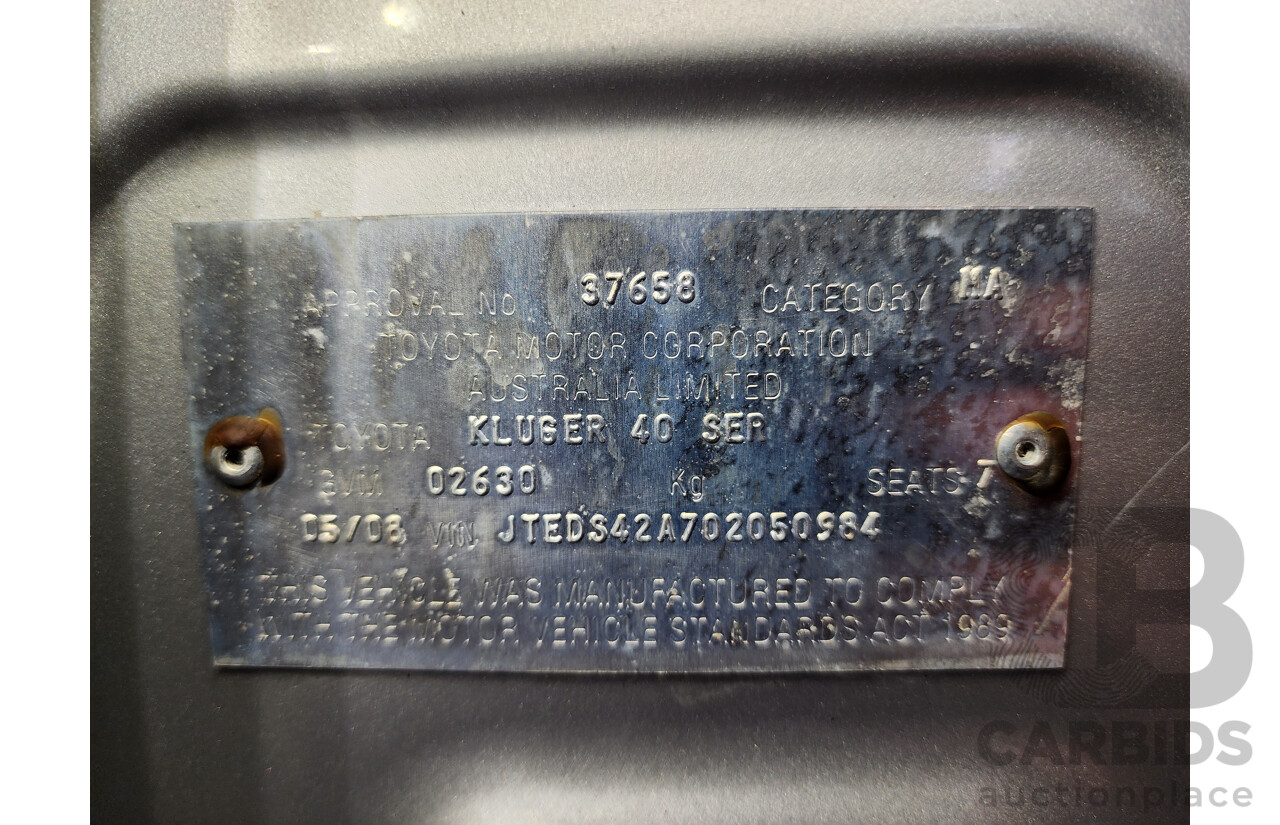 APPROVAL No 37658 CATEGORY MA
TOYOTA MOTOR CORPORATION
AUSTRALIA LIMITED
TOYOTA KLUGER 40 SER
GVM 02630 Kg SEATS 7
05/08 VIN JTEDS42A702050984
THIS VEHICLE WAS MANUFACTURED TO COMPLY
WITH THE MOTOR VEHICLE STANDARDS ACT 1989
B
CARBIDS
auctionplace